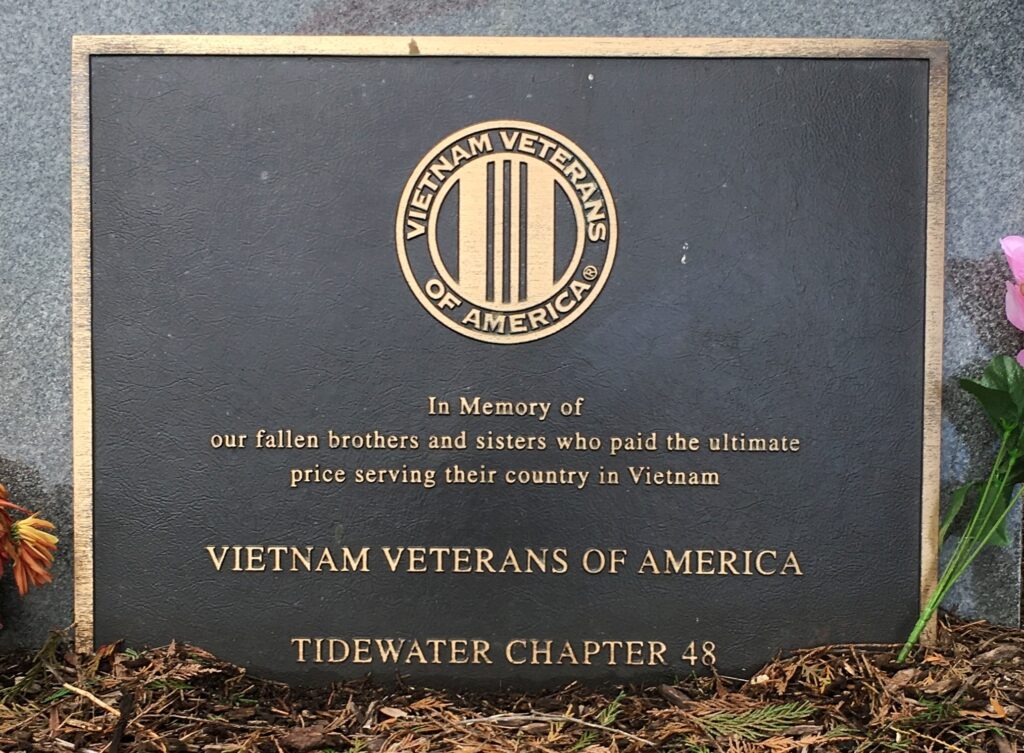 VIETNAM VETERANS
OF AMERICA®
In Memory of
our fallen brothers and sisters who paid the ultimate
price serving their country in Vietnam
VIETNAM VETERANS OF AMERICA
TIDEWATER CHAPTER 48